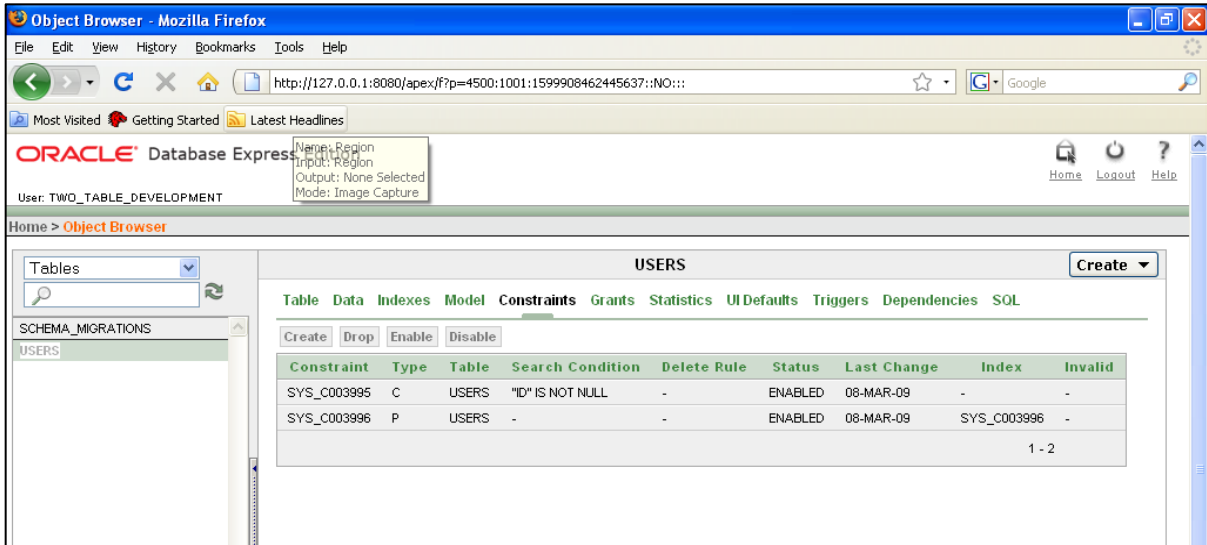 Object Browser - Mozilla Firefox
File Edit View History Bookmarks Tools Help
http://127.0.0.1:8080/apex/f?p=4500:1001:1599908462445637::NO::: G Google
Most Visited Getting Started Latest Headlines
ORACLE Database Express Edition
Name: Region
Input: Region
Output: None Selected
Mode: Image Capture
Home Logout Help
User: TWO_TABLE_DEVELOPMENT
Home > Object Browser
Tables
SCHEMA_MIGRATIONS
USERS
USERS
Create
Table Data Indexes Model Constraints Grants Statistics UI Defaults Triggers Dependencies SQL
Create Drop Enable Disable
Constraint Type Table Search Condition Delete Rule Status Last Change Index Invalid
SYS_C003995 C USERS "ID" IS NOT NULL - ENABLED 08-MAR-09 - -
SYS_C003996 P USERS - - ENABLED 08-MAR-09 SYS_C003996 -
1 - 2